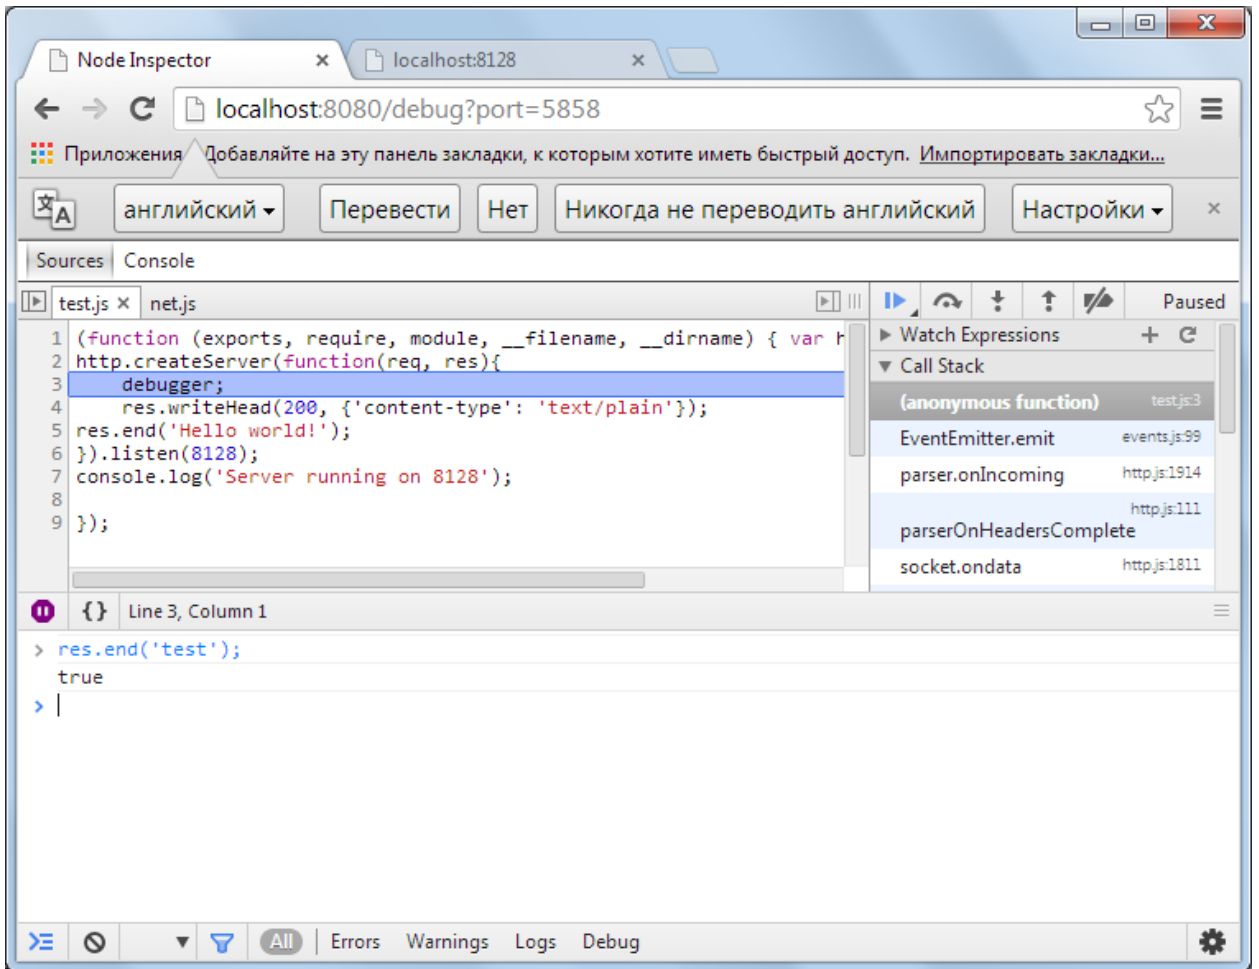 Node Inspector
localhost:8128
localhost:8080/debug?port=5858
Приложения Добавляйте на эту панель закладки, к которым хотите иметь быстрый доступ. Импортировать закладки...
английский Перевести Нет Никогда не переводить английский Настройки
Sources Console
test.js net.js
Paused
1 (function (exports, require, module, __filename, __dirname) { var h
2 http.createServer(function(req, res){
3 debugger;
4 res.writeHead(200, {'content-type': 'text/plain'});
5 res.end('Hello world!');
6 }).listen(8128);
7 console.log('Server running on 8128');
8
9 });
Watch Expressions
Call Stack
(anonymous function) test.js:3
EventEmitter.emit events.js:99
parser.onIncoming http.js:1914
http.js:111
parserOnHeadersComplete
socket.ondata http.js:1811
{} Line 3, Column 1
> res.end('test');
true
>
All Errors Warnings Logs Debug